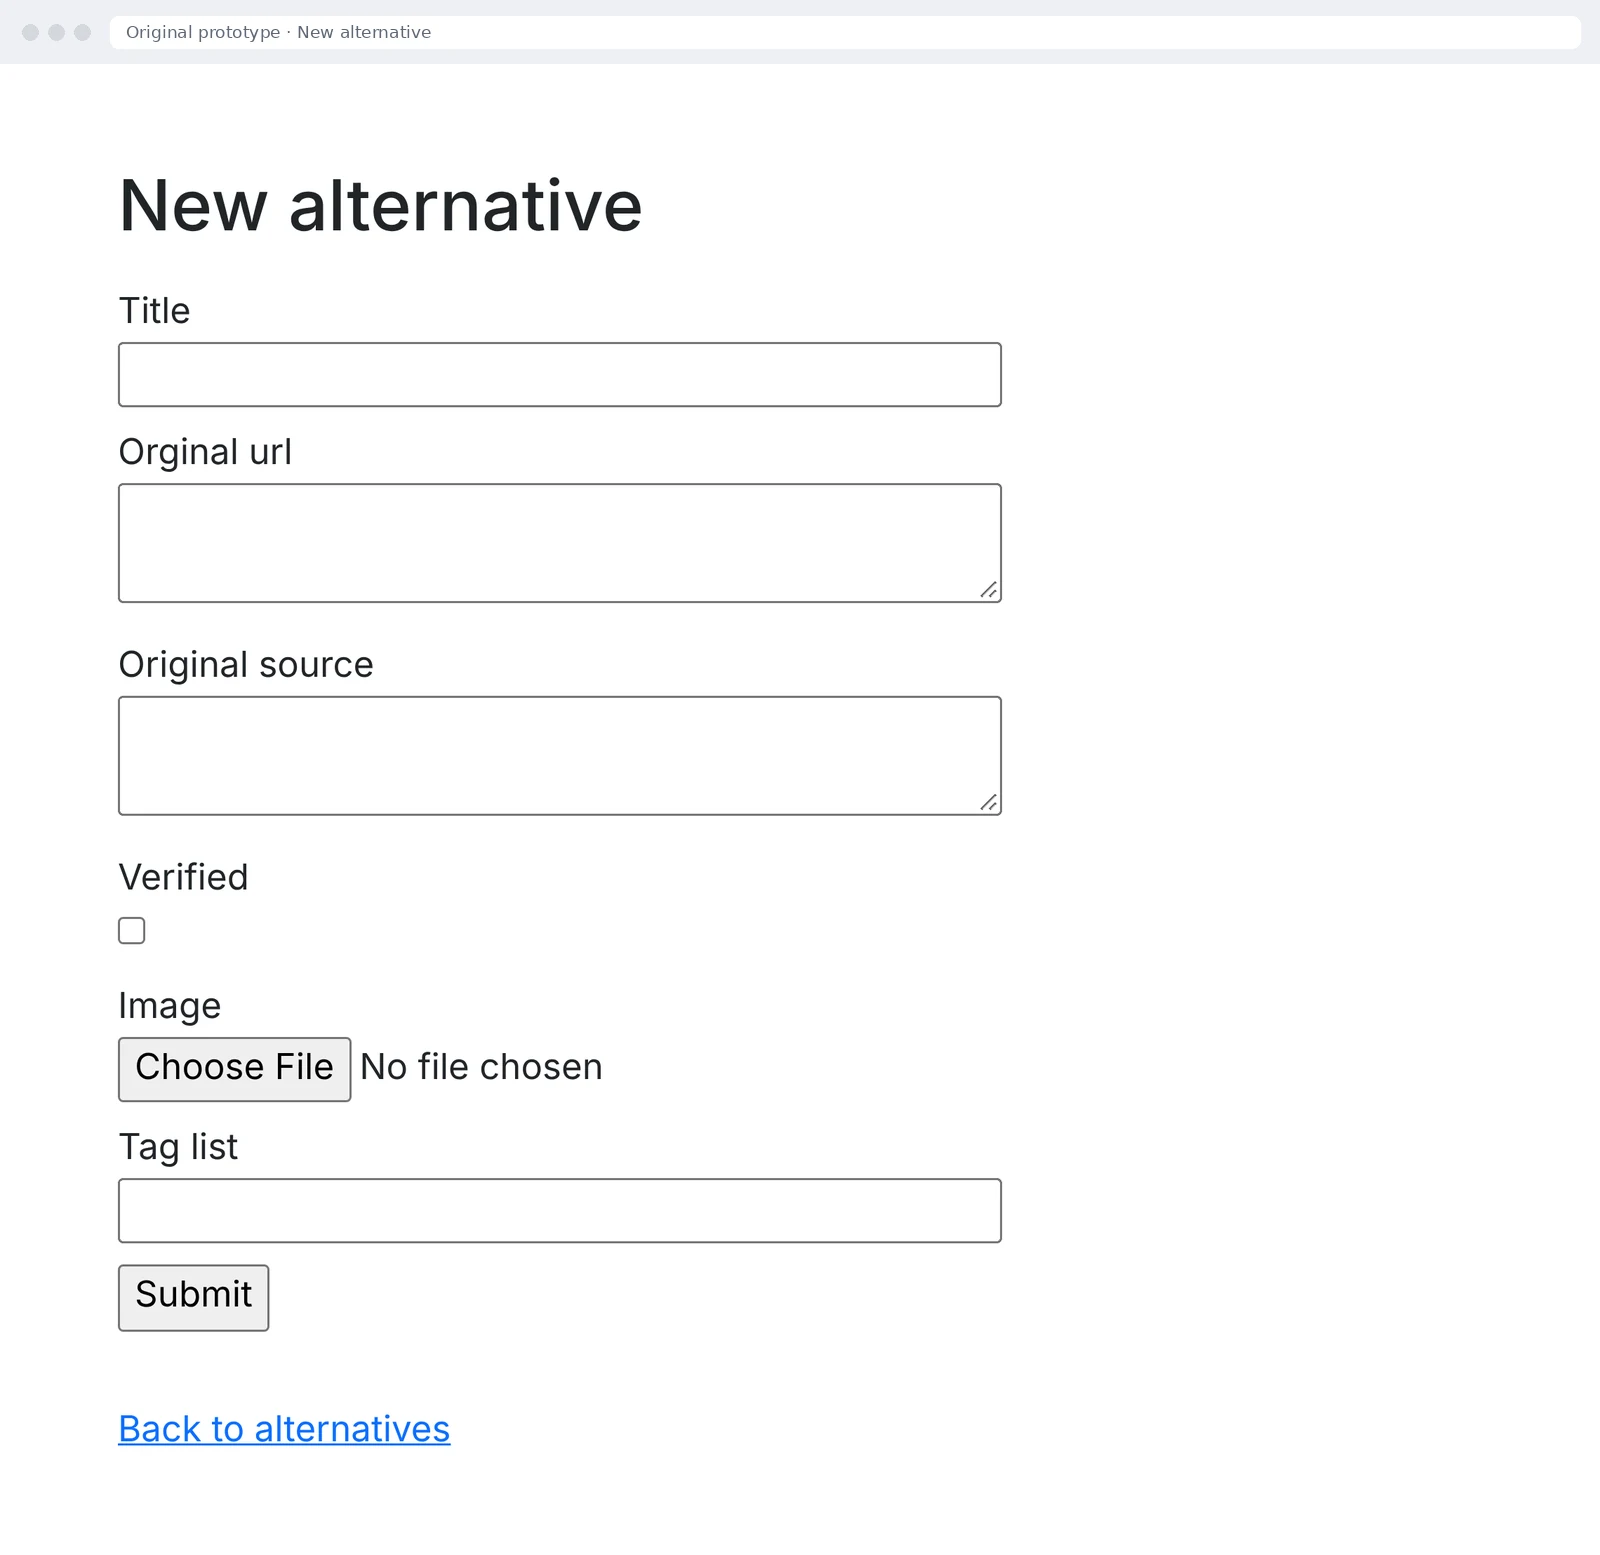 Original prototype · New alternative
New alternative
Title
Orginal url
Original source
Verified
Image
Choose File No file chosen
Tag list
Submit
Back to alternatives